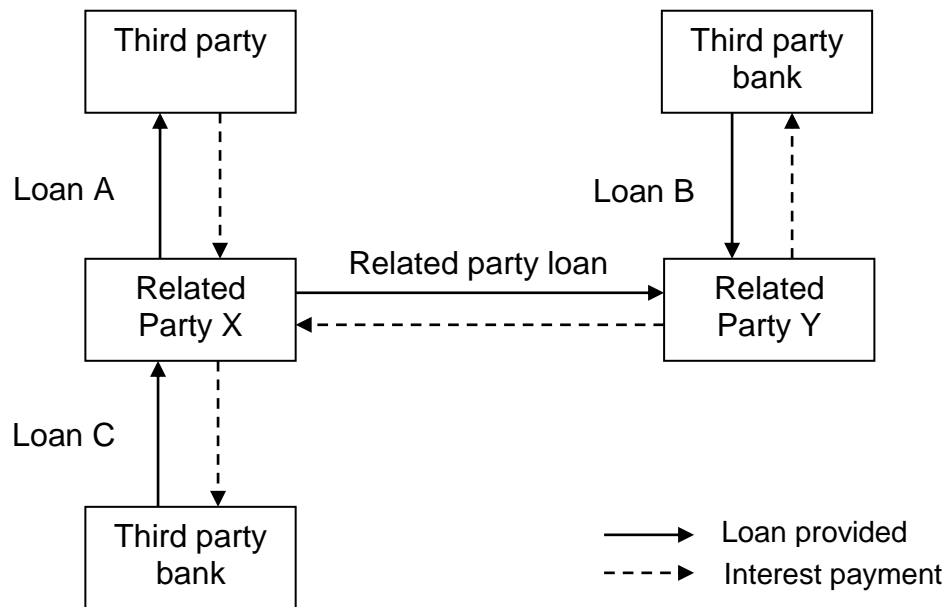 Third party
Third party
bank
Loan A
Loan B
Related party loan
Related
Party X
Related
Party Y
Loan C
Third party
bank
Loan provided
Interest payment